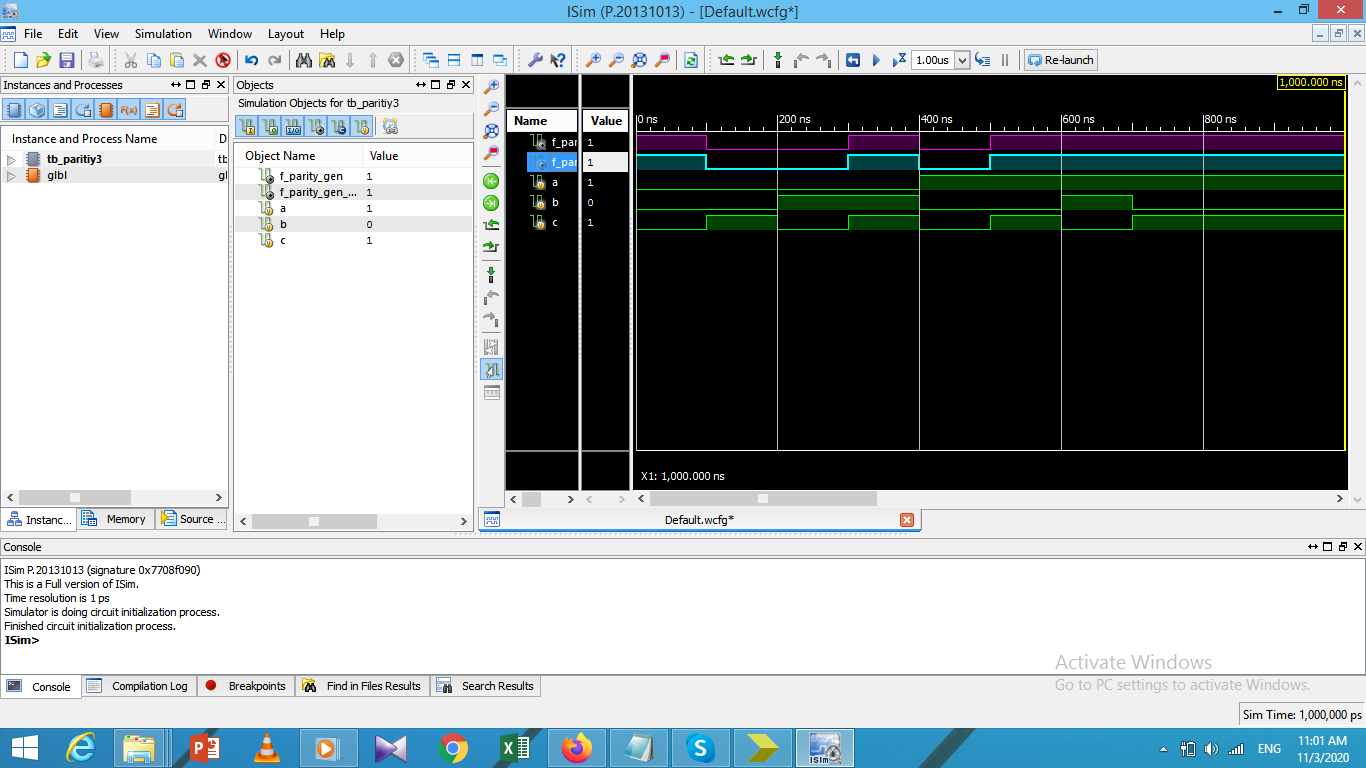 ISim (P.20131013) - [Default.wcfg*]
File Edit View Simulation Window Layout Help
1.00us Re-launch
Instances and Processes
Objects
Simulation Objects for tb_paritiy3
Instance and Process Name D
tb_paritiy3 tb
glbl gl
Object Name Value
f_parity_gen 1
f_parity_gen_... 1
a 1
b 0
c 1
Name Value
f_par 1
f_par 1
a 1
b 0
c 1
1,000.000 ns
0 ns 200 ns 400 ns 600 ns 800 ns
X1: 1,000.000 ns
Instanc... Memory Source ...
Default.wcfg*
Console
ISim P.20131013 (signature 0x7708f090)
This is a Full version of ISim.
Time resolution is 1 ps
Simulator is doing circuit initialization process.
Finished circuit initialization process.
ISim>
Activate Windows
Go to PC settings to activate Windows.
Console Compilation Log Breakpoints Find in Files Results Search Results
Sim Time: 1,000,000 ps
ENG
11:01 AM
11/3/2020